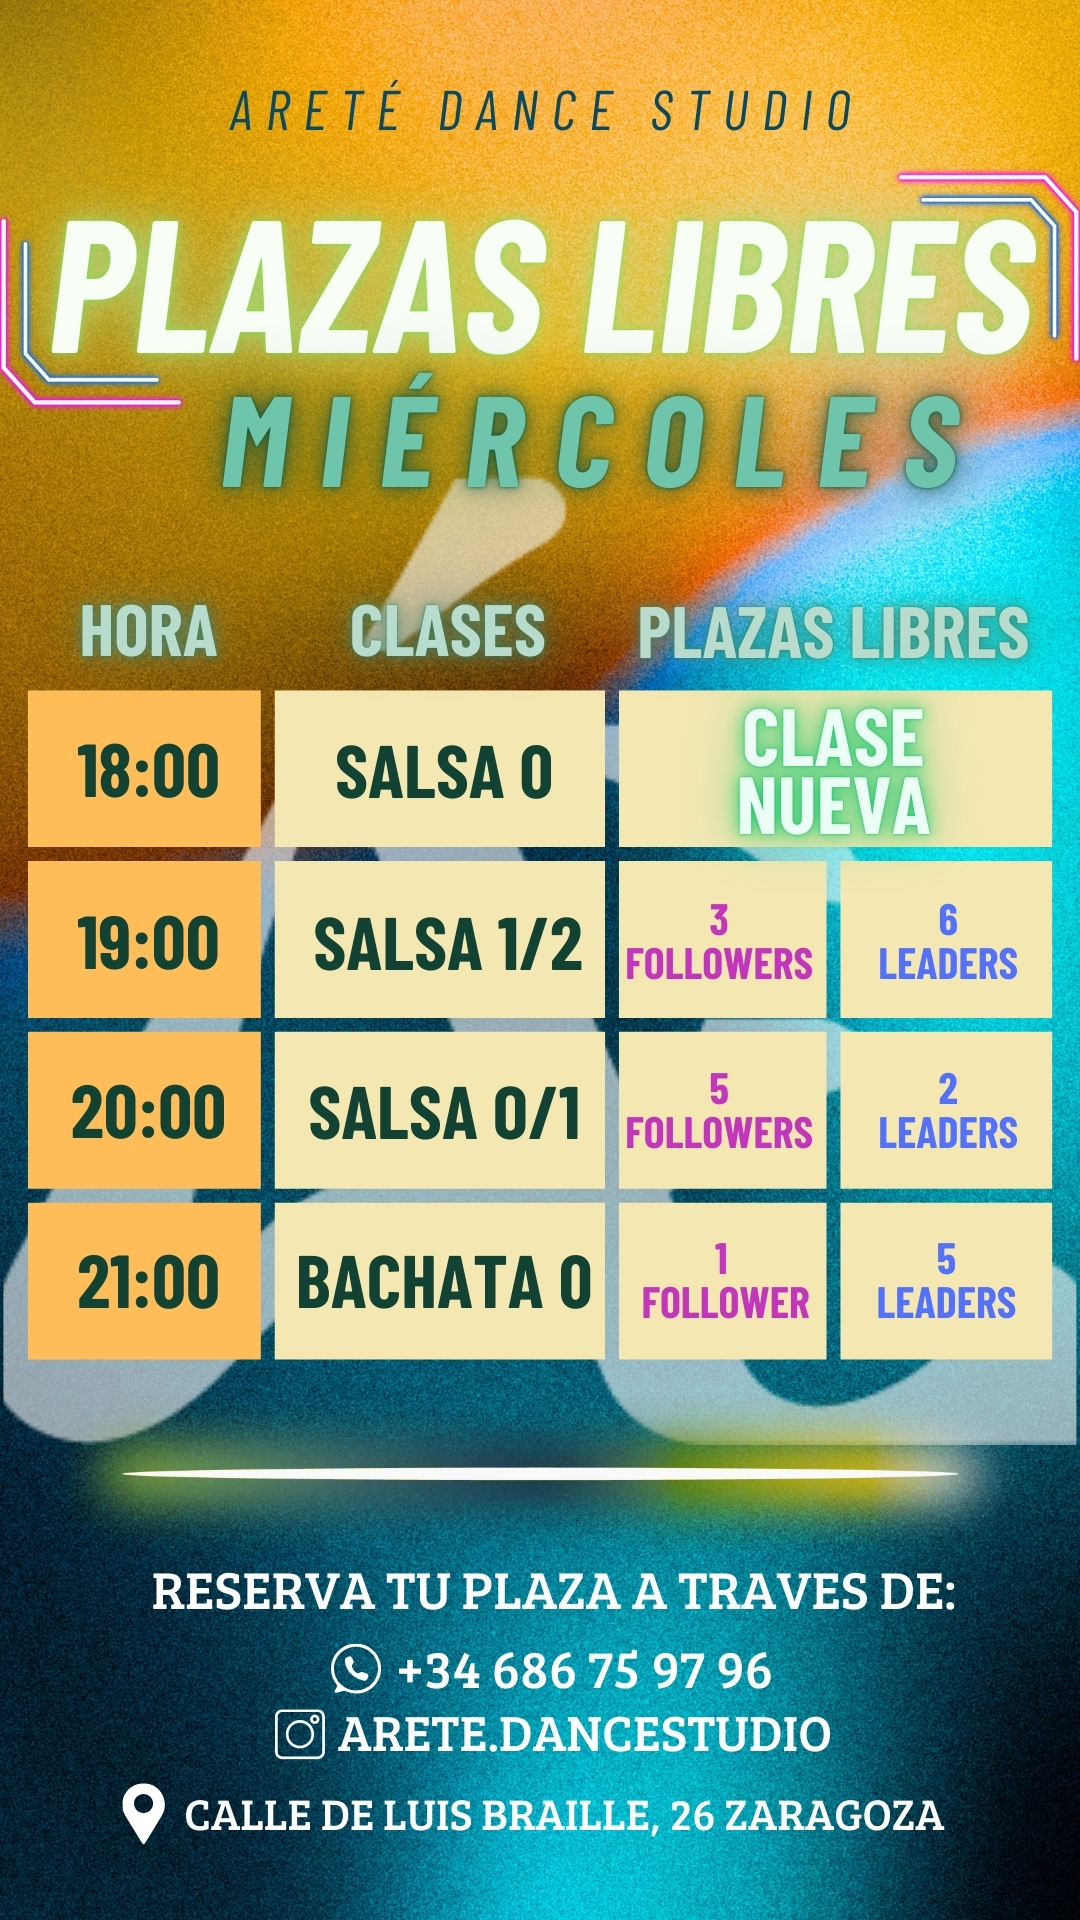 ARETÉ DANCE STUDIO
PLAZAS LIBRES
MIÉRCOLES
HORA CLASES PLAZAS LIBRES
18:00 SALSA 0 CLASE
NUEVA
19:00 SALSA 1/2 3
FOLLOWERS 6
LEADERS
20:00 SALSA 0/1 5
FOLLOWERS 2
LEADERS
21:00 BACHATA 0 1
FOLLOWER 5
LEADERS
RESERVA TU PLAZA A TRAVES DE:
+34 686 75 97 96
ARETE.DANCESTUDIO
CALLE DE LUIS BRAILLE, 26 ZARAGOZA